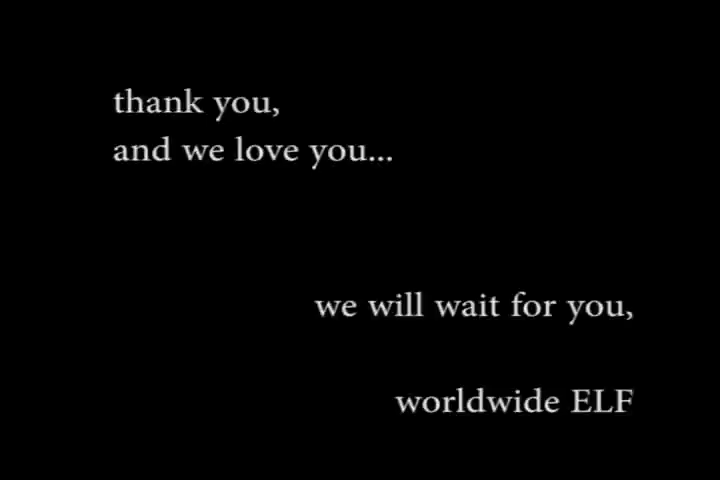 thank you,
and we love you...
we will wait for you,
worldwide ELF